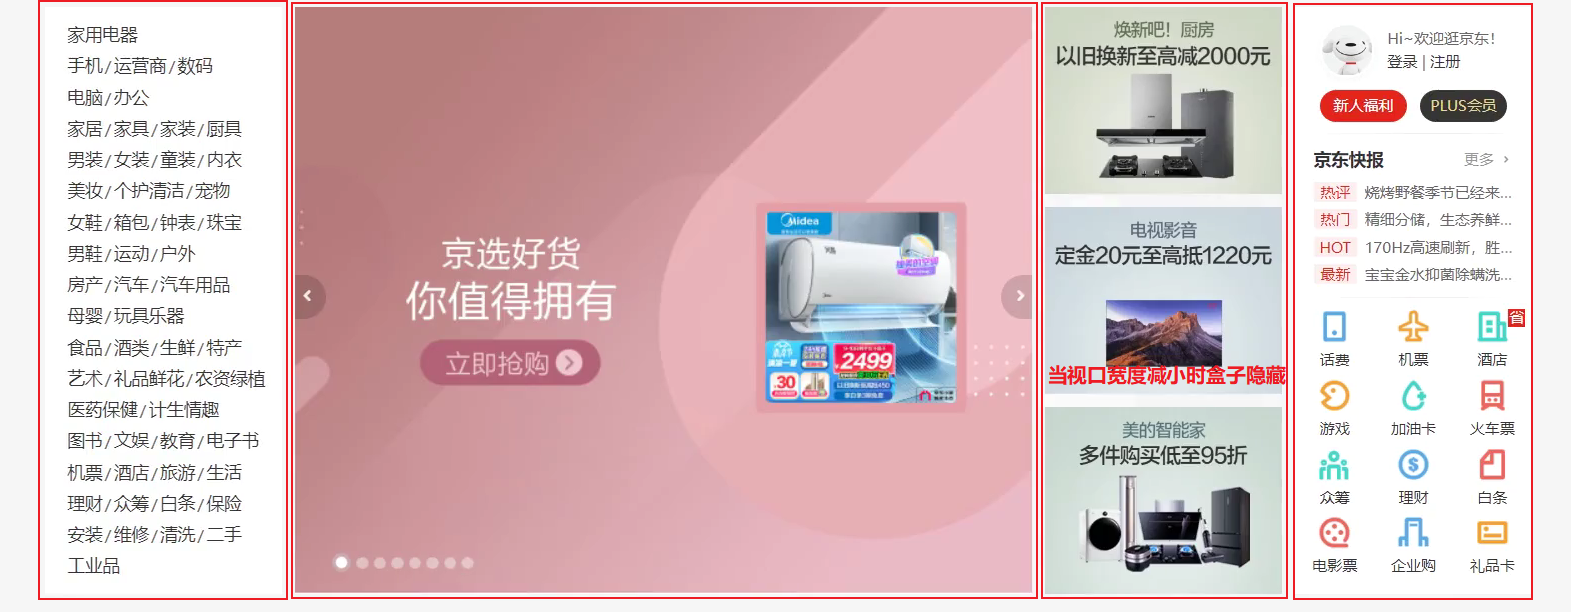 家用电器
手机/运营商/数码
电脑/办公
家居/家具/家装/厨具
男装/女装/童装/内衣
美妆/个护清洁/宠物
女鞋/箱包/钟表/珠宝
男鞋/运动/户外
房产/汽车/汽车用品
母婴/玩具乐器
食品/酒类/生鲜/特产
艺术/礼品鲜花/农资绿植
医药保健/计生情趣
图书/文娱/教育/电子书
机票/酒店/旅游/生活
理财/众筹/白条/保险
安装/维修/清洗/二手
工业品
京选好货
你值得拥有
立即抢购
Midea
2499
30
焕新吧！厨房
以旧换新至高减2000元
电视影音
定金20元至高抵1220元
当视口宽度减小时盒子隐藏
美的智能家
多件购买低至95折
Hi~欢迎逛京东！
登录 | 注册
新人福利 PLUS会员
京东快报 更多 ›
热评 烧烤野餐季节已经来...
热门 精细分储，生态养鲜...
HOT 170Hz高速刷新，胜...
最新 宝宝金水抑菌除螨洗...
省
话费 机票 酒店
游戏 加油卡 火车票
众筹 理财 白条
电影票 企业购 礼品卡